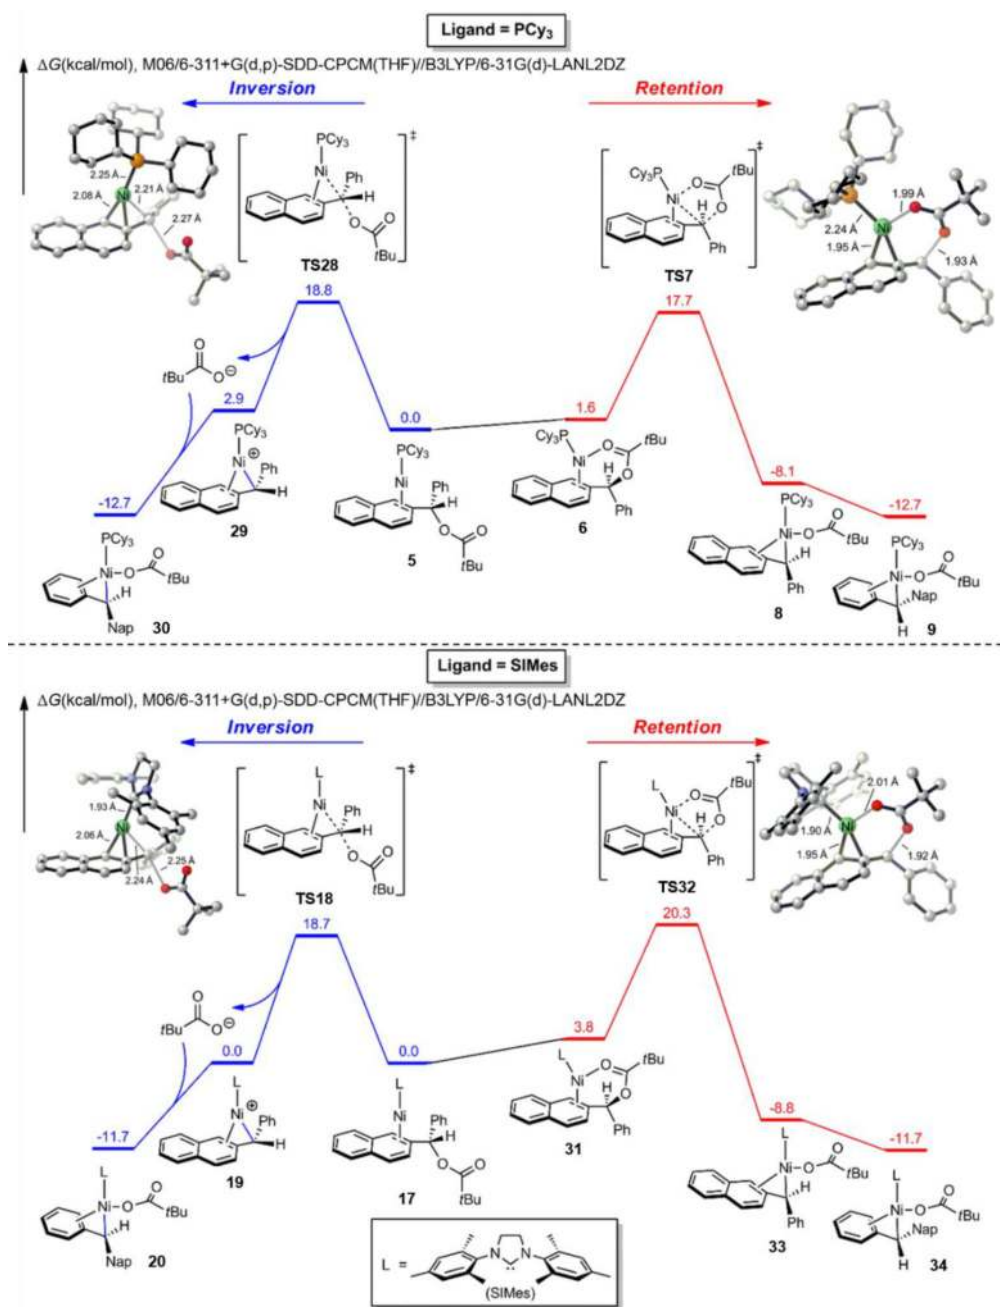 Ligand = PCy₃
ΔG(kcal/mol), M06/6-311+G(d,p)-SDD-CPCM(THF)//B3LYP/6-31G(d)-LANL2DZ
Inversion
Retention
2.25 Å
2.21 Å
2.08 Å
2.27 Å
PCy₃
Ni
Ph
H
O
O
tBu
‡
TS28
Cy₃P
Ni
O
tBu
H
O
Ph
‡
TS7
1.99 Å
2.24 Å
Ni
1.95 Å
1.93 Å
18.8
17.7
O
tBu
O⊖
2.9
0.0
1.6
-8.1
-12.7
-12.7
PCy₃
Ni
⊕
Ph
H
29
PCy₃
Ni
Ph
H
O
O
tBu
5
Cy₃P
Ni
O
tBu
H
O
Ph
6
PCy₃
Ni
O
O
tBu
H
Ph
8
PCy₃
Ni
O
O
tBu
Nap
H
9
PCy₃
Ni
O
O
tBu
H
Nap
30
Ligand = SIMes
ΔG(kcal/mol), M06/6-311+G(d,p)-SDD-CPCM(THF)//B3LYP/6-31G(d)-LANL2DZ
Inversion
Retention
1.93 Å
2.06 Å
2.25 Å
2.24 Å
L
Ni
Ph
H
O
O
tBu
‡
TS18
L
Ni
O
tBu
H
O
Ph
‡
TS32
2.01 Å
1.90 Å
Ni
1.95 Å
1.92 Å
18.7
20.3
O
tBu
O⊖
0.0
0.0
3.8
-8.8
-11.7
-11.7
L
Ni
⊕
Ph
H
19
L
Ni
Ph
H
O
O
tBu
17
L
Ni
O
tBu
H
O
Ph
31
L
Ni
O
O
tBu
H
Ph
33
L
Ni
O
O
tBu
Nap
H
34
L
Ni
O
O
tBu
H
Nap
20
L =
N
N
(SIMes)